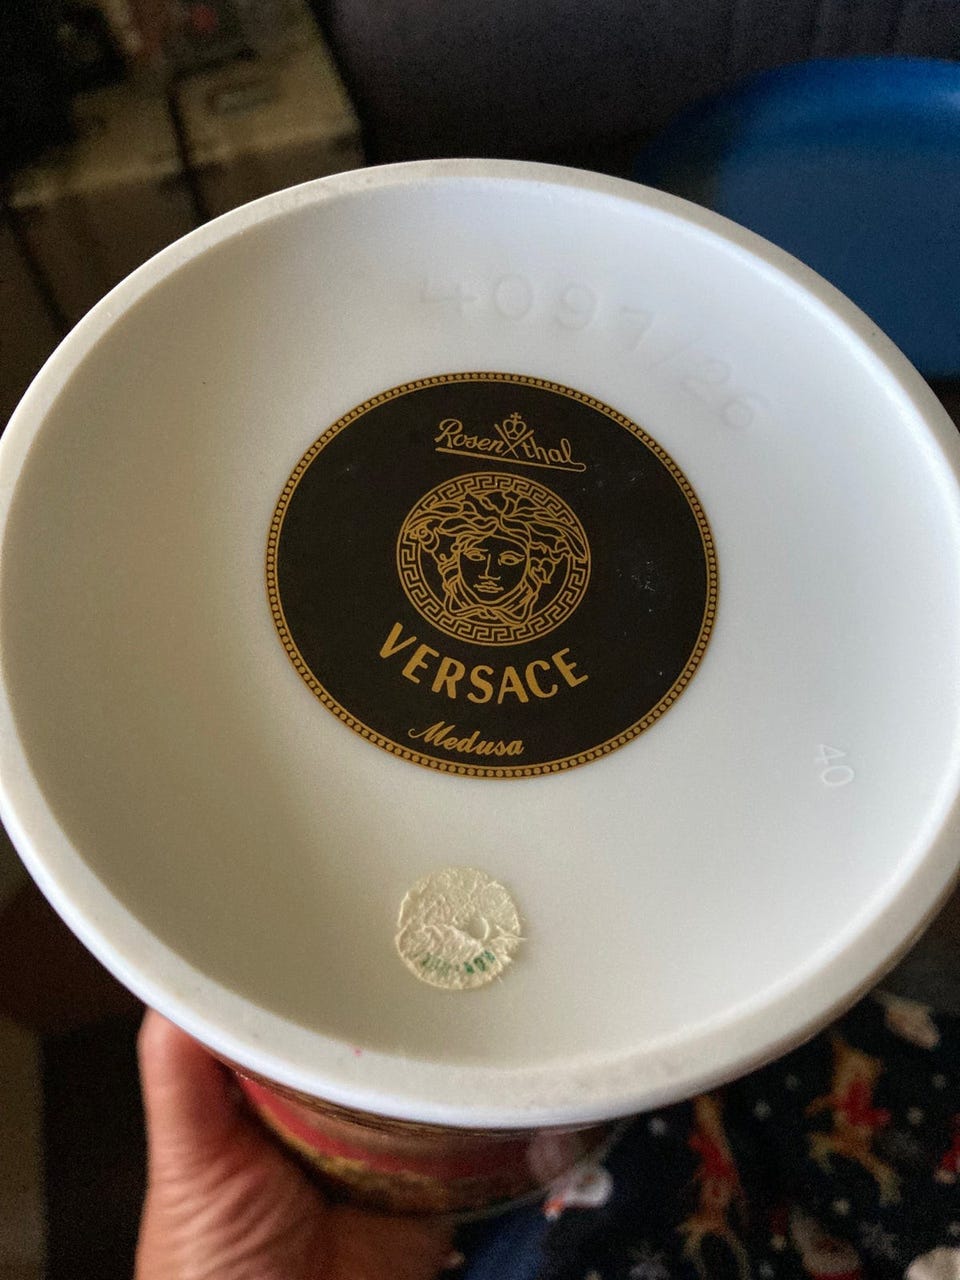 4097/26
Rosenthal
VERSACE
Medusa
40